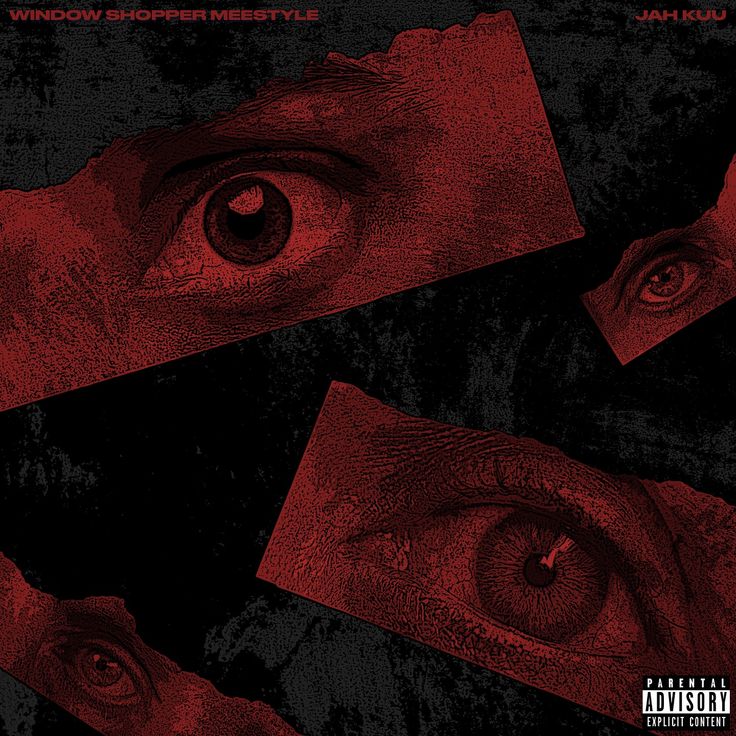 WINDOW SHOPPER MEESTYLE
JAH KUU
PARENTAL
ADVISORY
EXPLICIT CONTENT